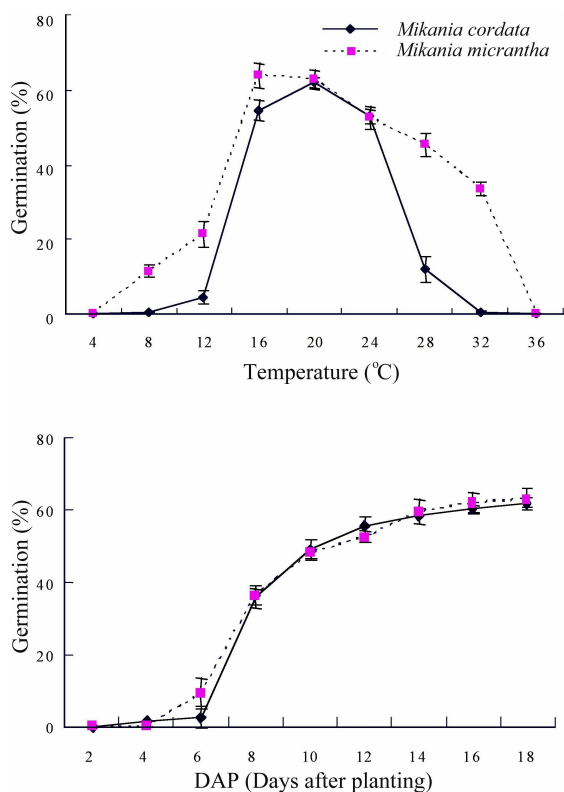 Mikania cordata
Mikania micrantha
Germination (%)
80
60
40
20
0
4 8 12 16 20 24 28 32 36
Temperature (°C)
Germination (%)
80
60
40
20
0
2 4 6 8 10 12 14 16 18
DAP (Days after planting)